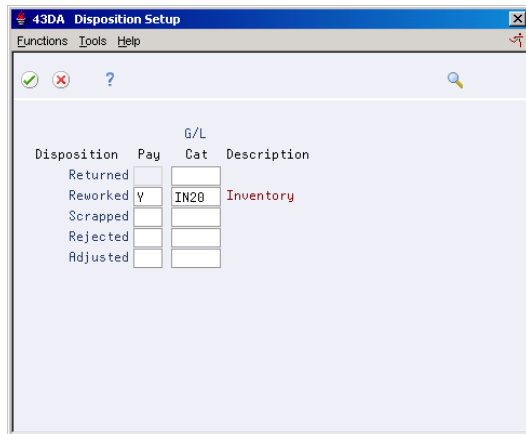 43DA Disposition Setup
Functions Tools Help
?
G/L
Disposition Pay Cat Description
Returned
Reworked Y IN20 Inventory
Scrapped
Rejected
Adjusted